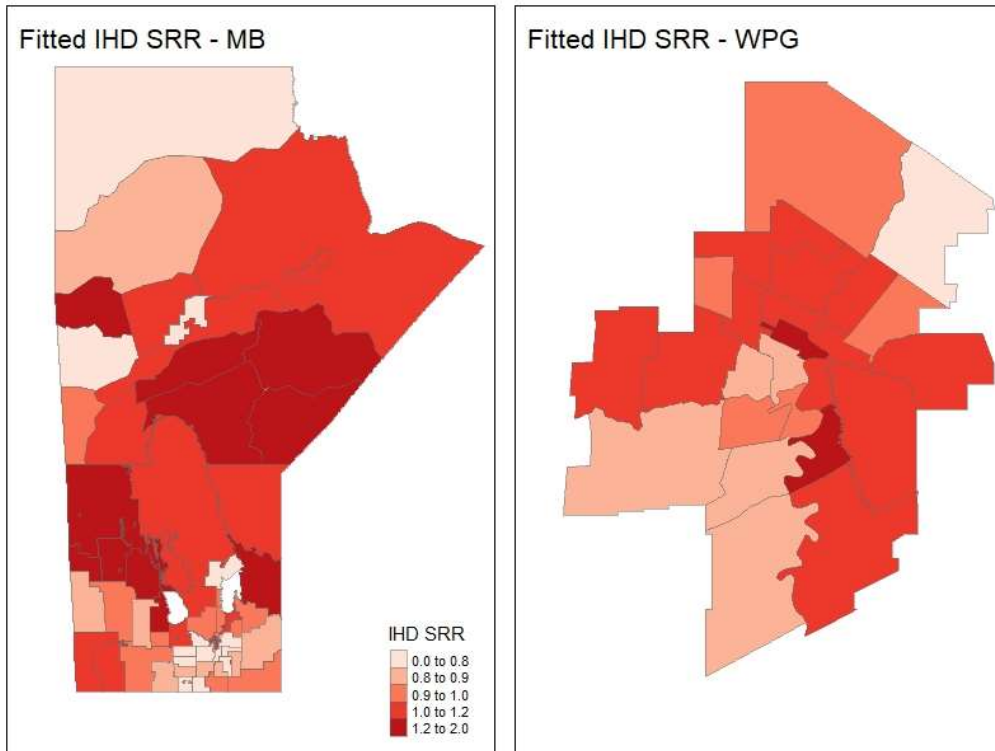 Fitted IHD SRR - MB
Fitted IHD SRR - WPG
IHD SRR
0.0 to 0.8
0.8 to 0.9
0.9 to 1.0
1.0 to 1.2
1.2 to 2.0